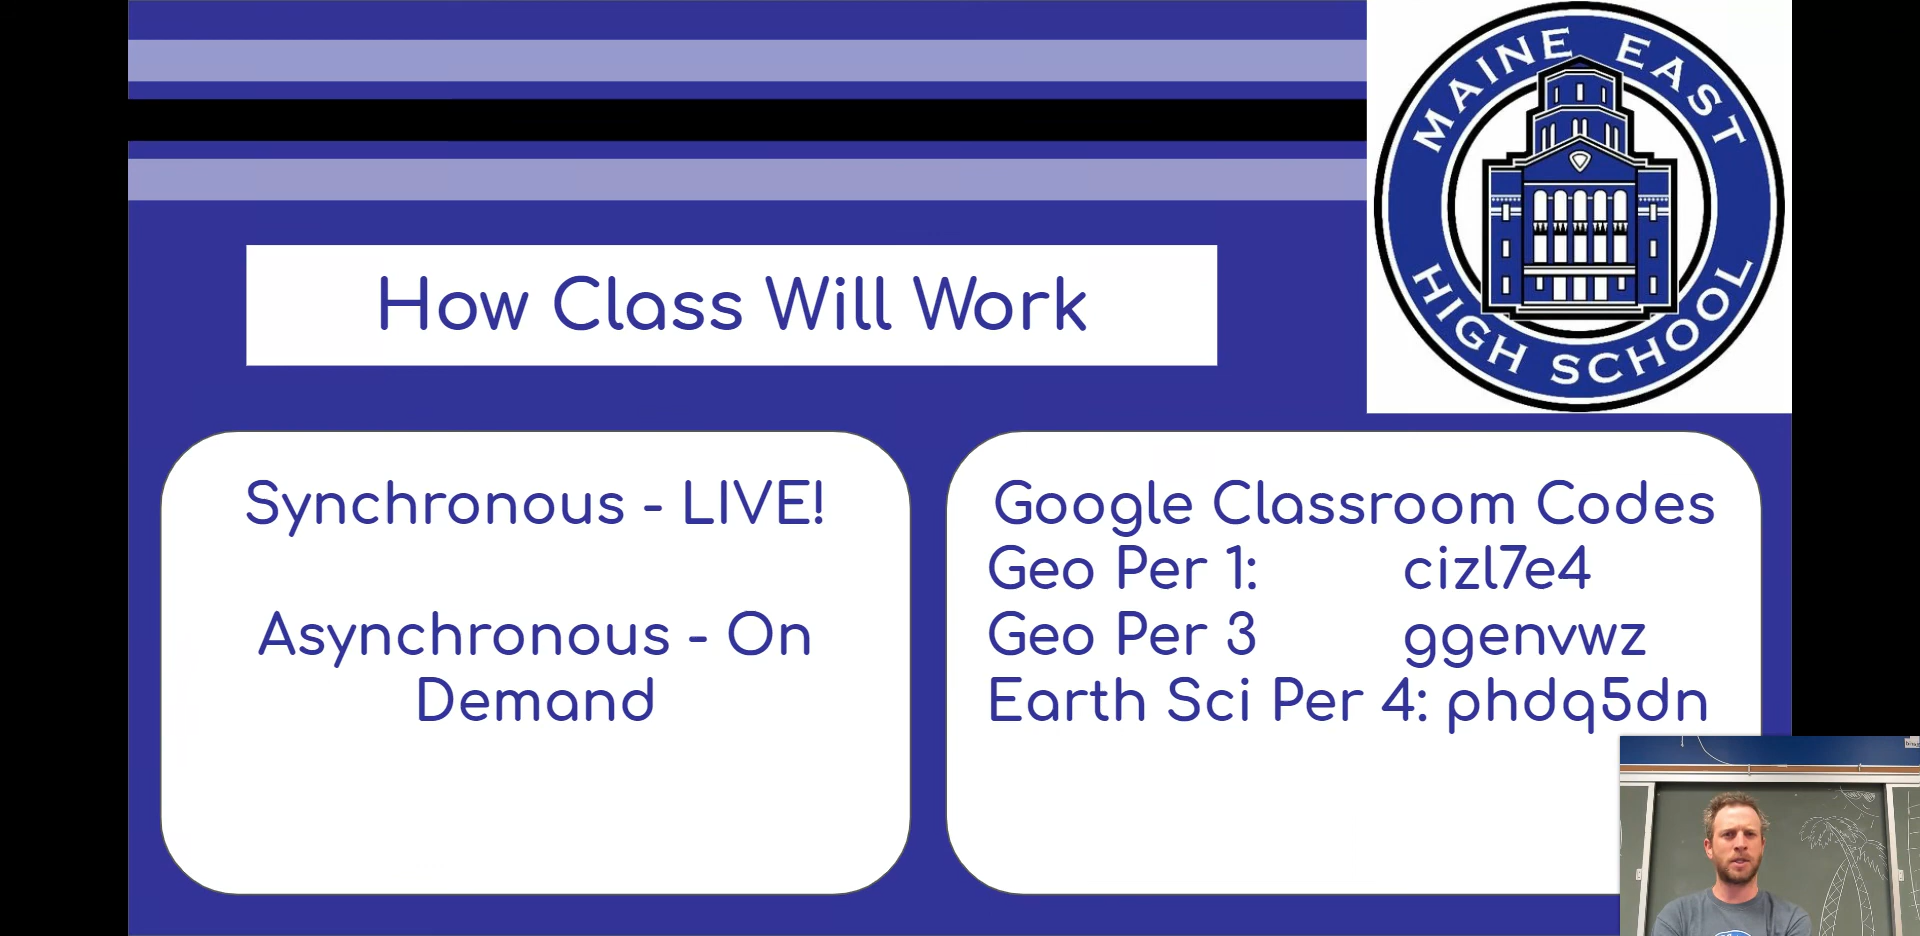 MAINE EAST
HIGH SCHOOL
How Class Will Work
Synchronous - LIVE!
Asynchronous - On
Demand
Google Classroom Codes
Geo Per 1: cizl7e4
Geo Per 3 ggenvwz
Earth Sci Per 4: phdq5dn